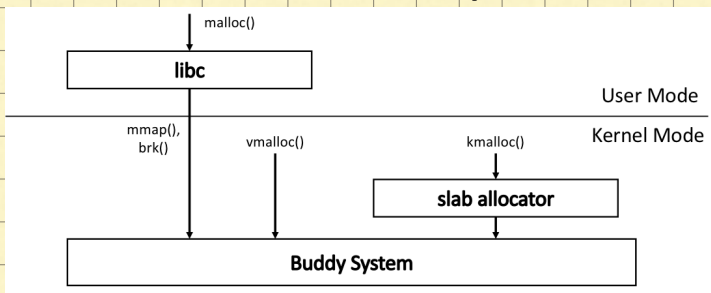 malloc()
libc
User Mode
Kernel Mode
mmap(),
brk()
vmalloc()
kmalloc()
slab allocator
Buddy System